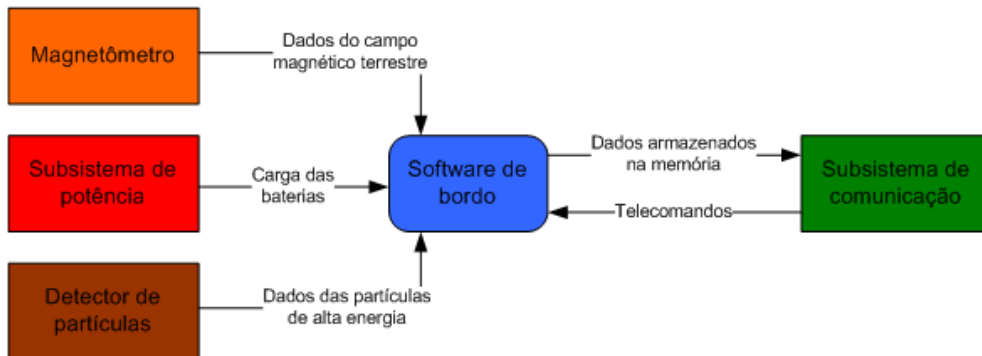 Magnetômetro
Dados do campo
magnético terrestre
Subsistema de
potência
Carga das
baterias
Software de
bordo
Dados armazenados
na memória
Telecomandos
Subsistema de
comunicação
Detector de
partículas
Dados das partículas
de alta energia